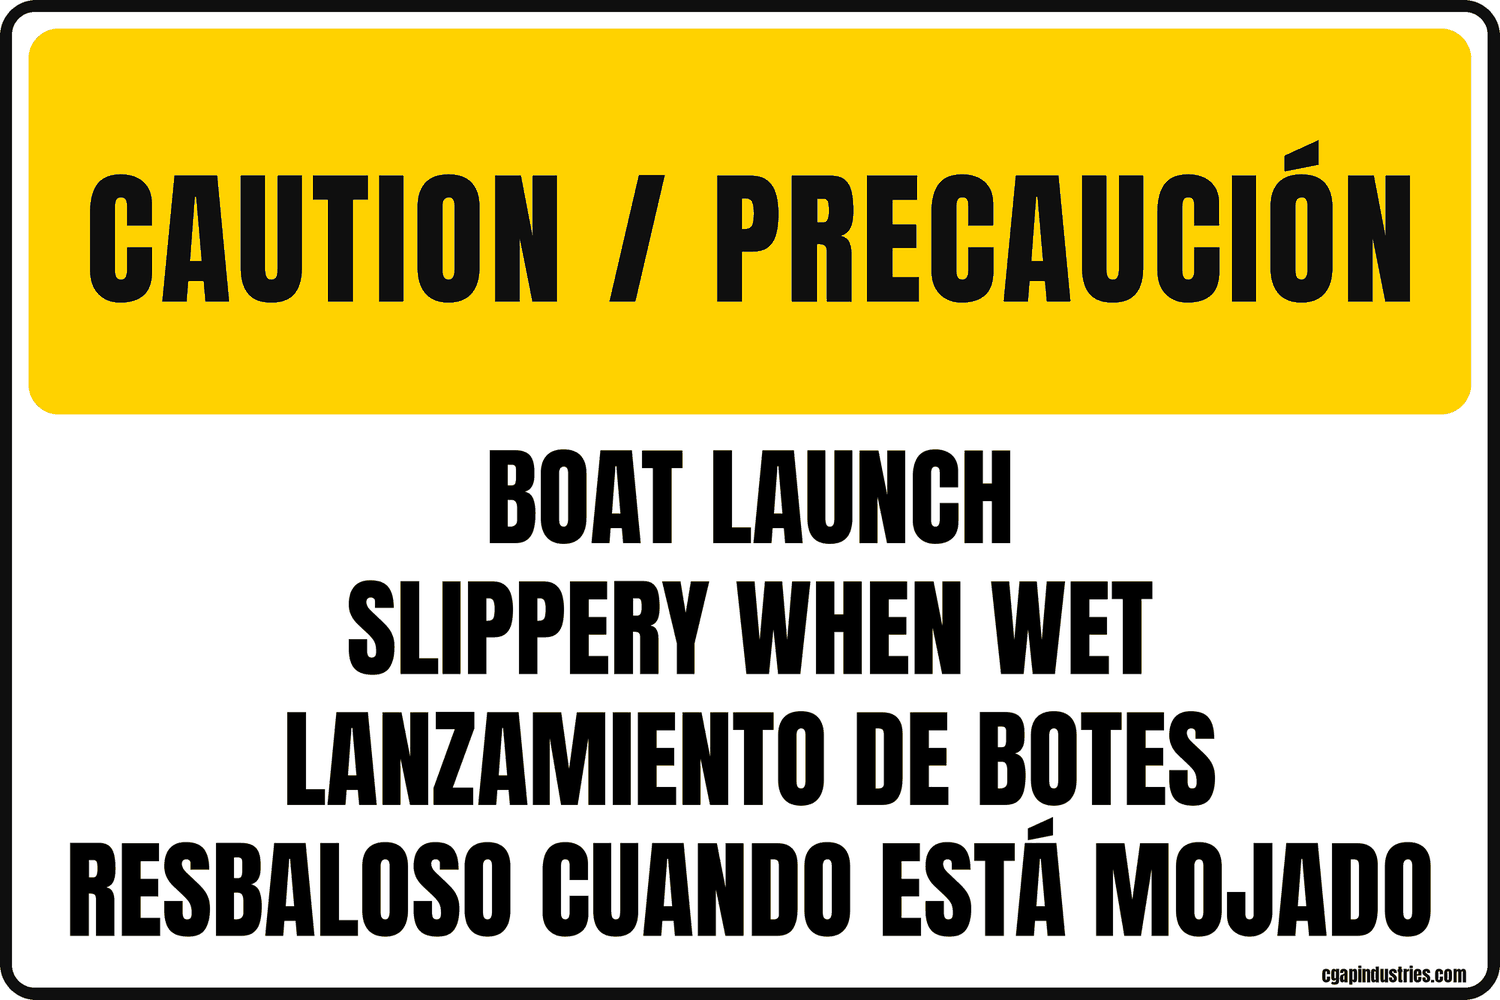 CAUTION / PRECAUCIÓN
BOAT LAUNCH
SLIPPERY WHEN WET
LANZAMIENTO DE BOTES
RESBALOSO CUANDO ESTÁ MOJADO
cgapindustries.com